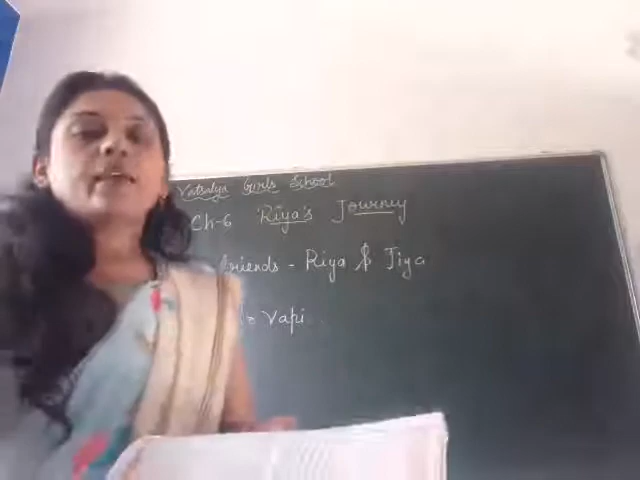 Vatsalya Girls School
Ch-6 Riya's Journey
friends - Riya & Jiya
Vapi